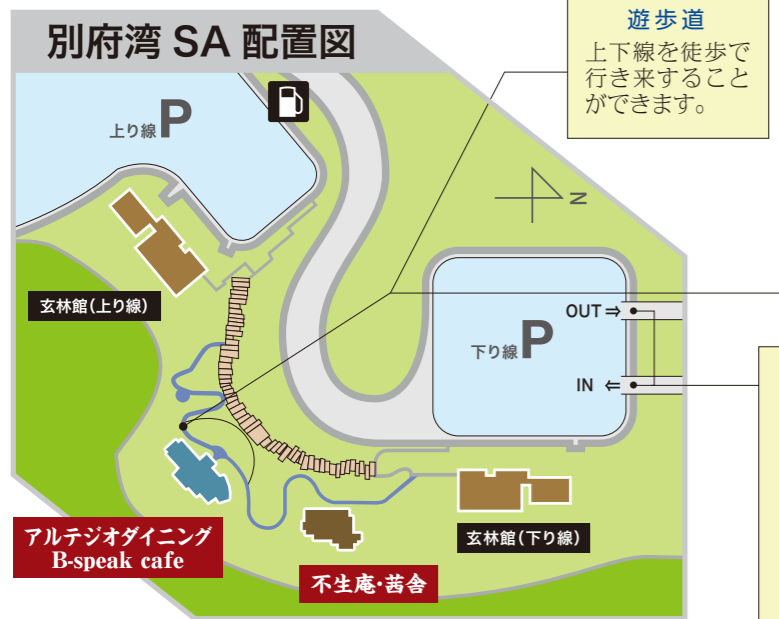 別府湾 SA 配置図
遊歩道
上下線を徒歩で
行き来すること
ができます。
上り線 P
N
玄林館(上り線)
OUT ⇒
下り線 P
IN ⇐
アルテジオダイニング
B-speak cafe
不生庵・茜舎
玄林館(下り線)